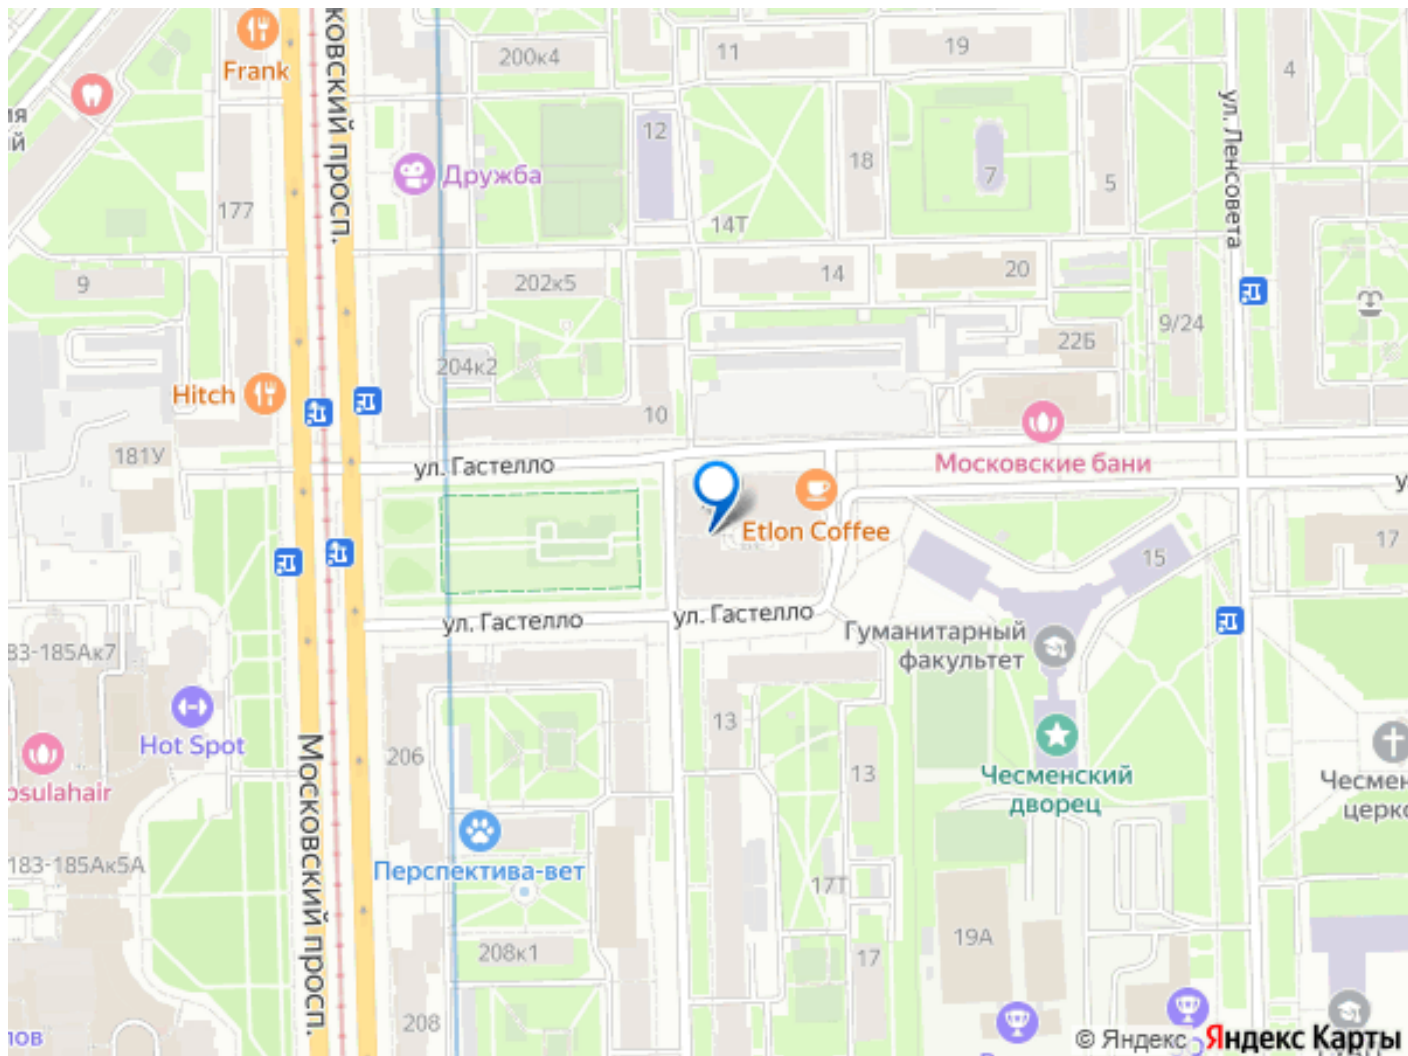 200к4
11
19
4
Frank
ковский просп.
ул. Ленсовета
12
18
7
5
Дружба
177
14Т
9
202к5
14
20
9/24
22Б
204к2
Hitch
10
181У
ул. Гастелло
Московские бани
Etlon Coffee
15
17
ул. Гастелло
ул. Гастелло
Гуманитарный
факультет
83-185Ак7
Hot Spot
13
206
Московский просп.
13
Чесменский
дворец
Чесмен
церко
osulahair
183-185Ак5А
Перспектива-вет
17Т
19А
208к1
17
208
© Яндекс Яндекс Карты